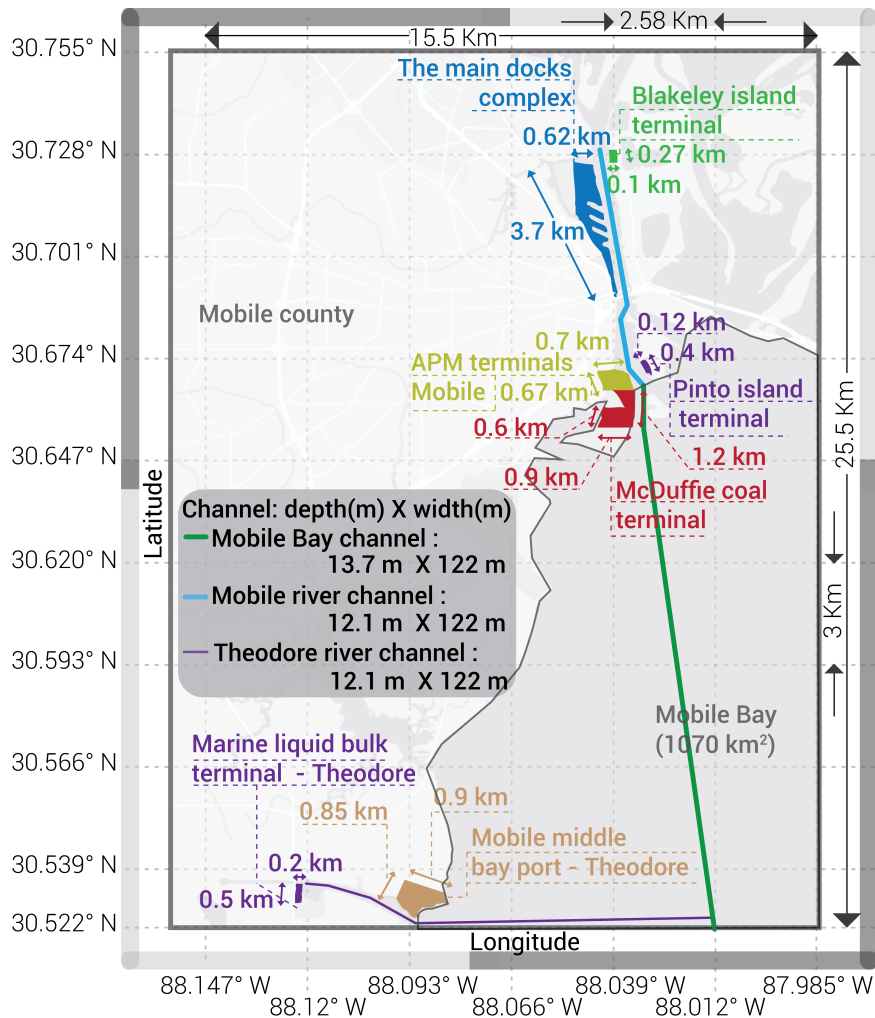 2.58 Km
15.5 Km
30.755° N
The main docks
complex
Blakeley island
terminal
0.62 km
30.728° N
0.27 km
0.1 km
3.7 km
30.701° N
Mobile county
0.12 km
0.7 km
0.4 km
30.674° N
APM terminals
Mobile
0.67 km
Pinto island
terminal
0.6 km
25.5 Km
1.2 km
30.647° N
0.9 km
McDuffie coal
terminal
Latitude
Channel: depth(m) X width(m)
Mobile Bay channel :
13.7 m X 122 m
30.620° N
Mobile river channel :
12.1 m X 122 m
3 Km
Theodore river channel :
12.1 m X 122 m
30.593° N
Mobile Bay
(1070 km²)
Marine liquid bulk
terminal - Theodore
30.566° N
0.9 km
0.85 km
Mobile middle
bay port - Theodore
0.2 km
30.539° N
0.5 km
30.522° N
Longitude
88.147° W
88.12° W
88.093° W
88.066° W
88.039° W
88.012° W
87.985° W